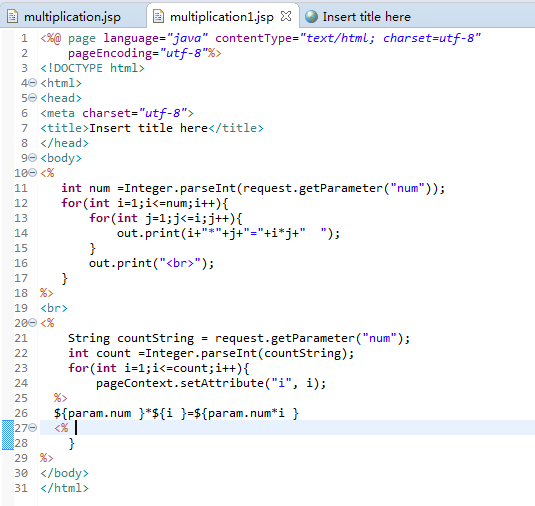 multiplication.jsp multiplication1.jsp Insert title here
1 <%@ page language="java" contentType="text/html; charset=utf-8"
2 pageEncoding="utf-8"%>
3 <!DOCTYPE html>
4 <html>
5 <head>
6 <meta charset="utf-8">
7 <title>Insert title here</title>
8 </head>
9 <body>
10 <%
11 int num =Integer.parseInt(request.getParameter("num"));
12 for(int i=1;i<=num;i++){
13 for(int j=1;j<=i;j++){
14 out.print(i+"*"+j+"="+i*j+"  ");
15 }
16 out.print("<br>");
17 }
18 %>
19 <br>
20 <%
21 String countString = request.getParameter("num");
22 int count =Integer.parseInt(countString);
23 for(int i=1;i<=count;i++){
24 pageContext.setAttribute("i", i);
25 %>
26 ${param.num }*${i }=${param.num*i }
27 <%
28 }
29 %>
30 </body>
31 </html>